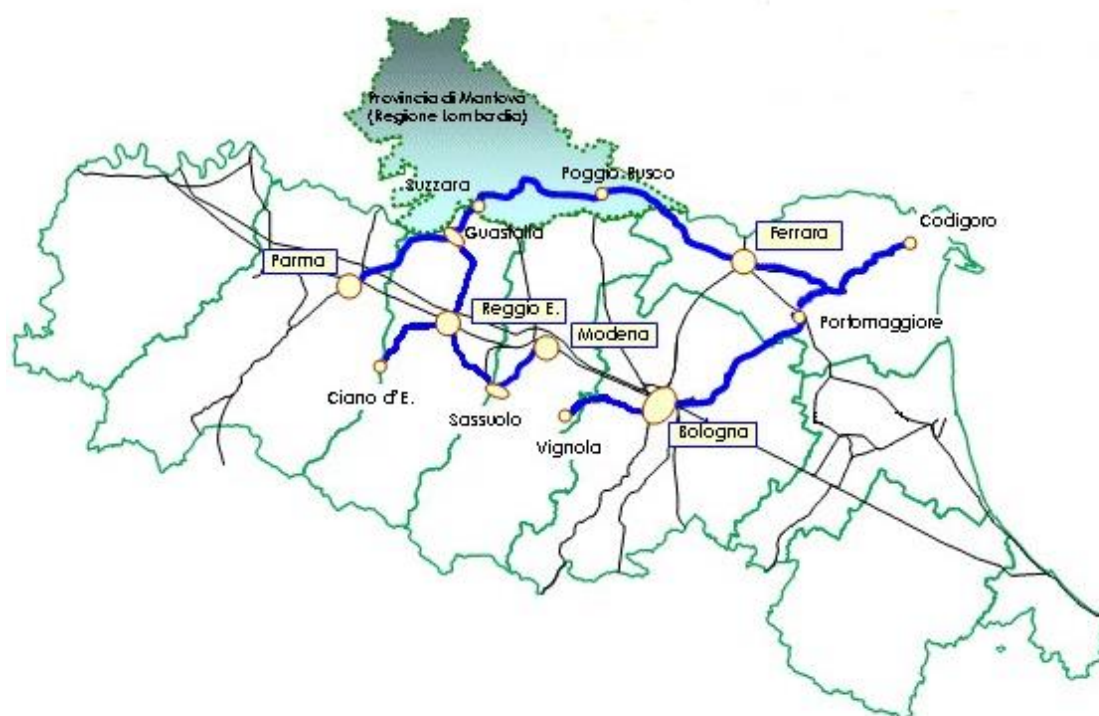 Provincia di Mantova
(Regione Lombardia)
Suzzara
Poggio Rusco
Codigoro
Guastalla
Ferrara
Parma
Reggio E.
Portomaggiore
Modena
Ciano d'E.
Sassuolo
Vignola
Bologna